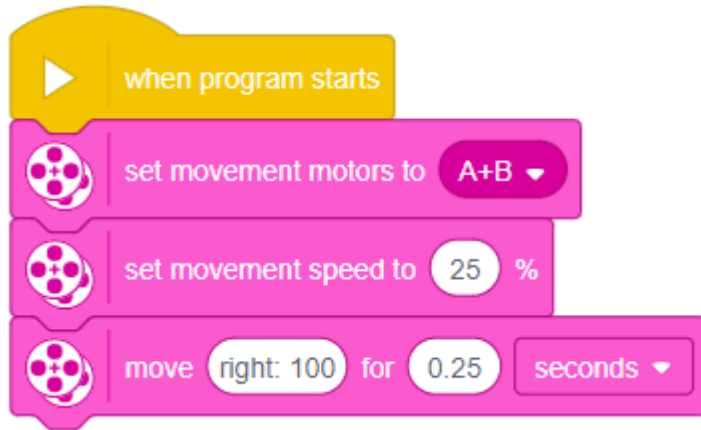 when program starts
set movement motors to A+B
set movement speed to 25 %
move right: 100 for 0.25 seconds